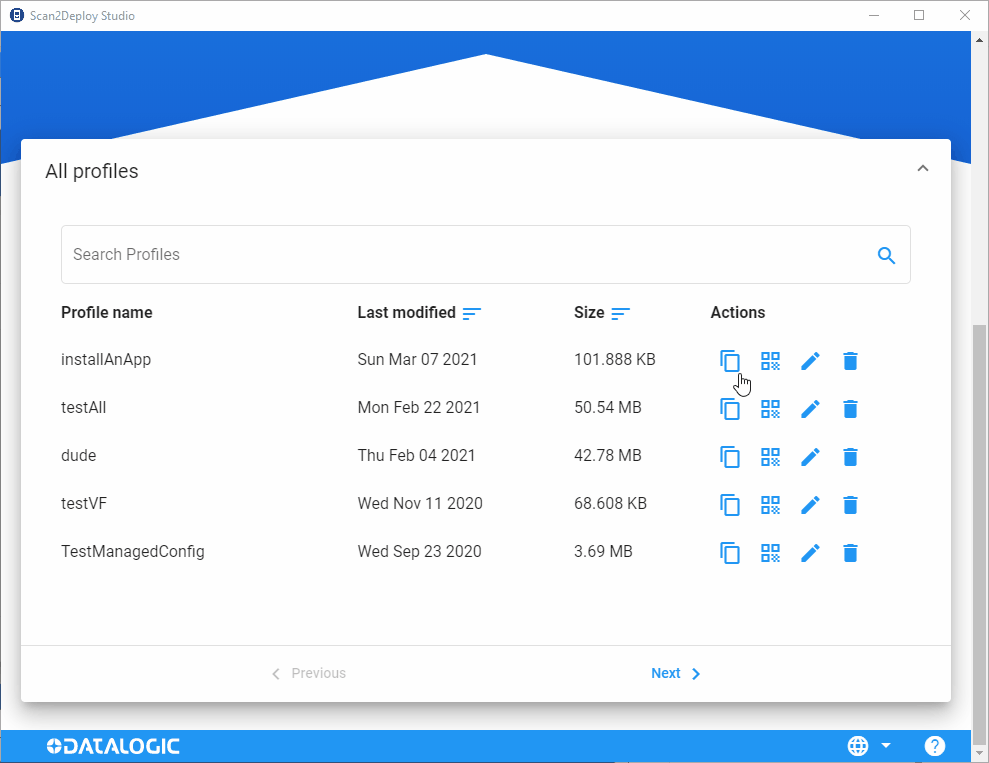 Scan2Deploy Studio
All profiles
Search Profiles
Profile name Last modified Size Actions
installAnApp Sun Mar 07 2021 101.888 KB
testAll Mon Feb 22 2021 50.54 MB
dude Thu Feb 04 2021 42.78 MB
testVF Wed Nov 11 2020 68.608 KB
TestManagedConfig Wed Sep 23 2020 3.69 MB
Previous Next
DATALOGIC ?